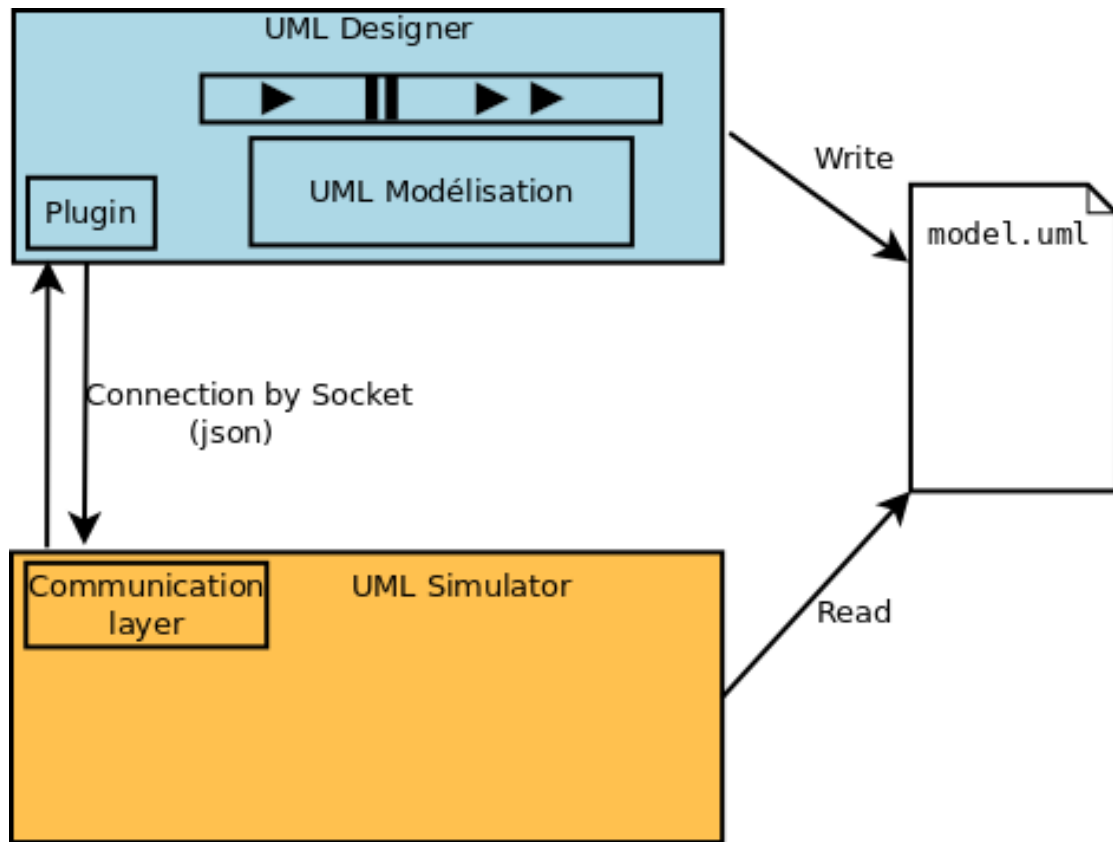 UML Designer
UML Modélisation
Plugin
Write
model.uml
Connection by Socket
(json)
Communication
layer
UML Simulator
Read